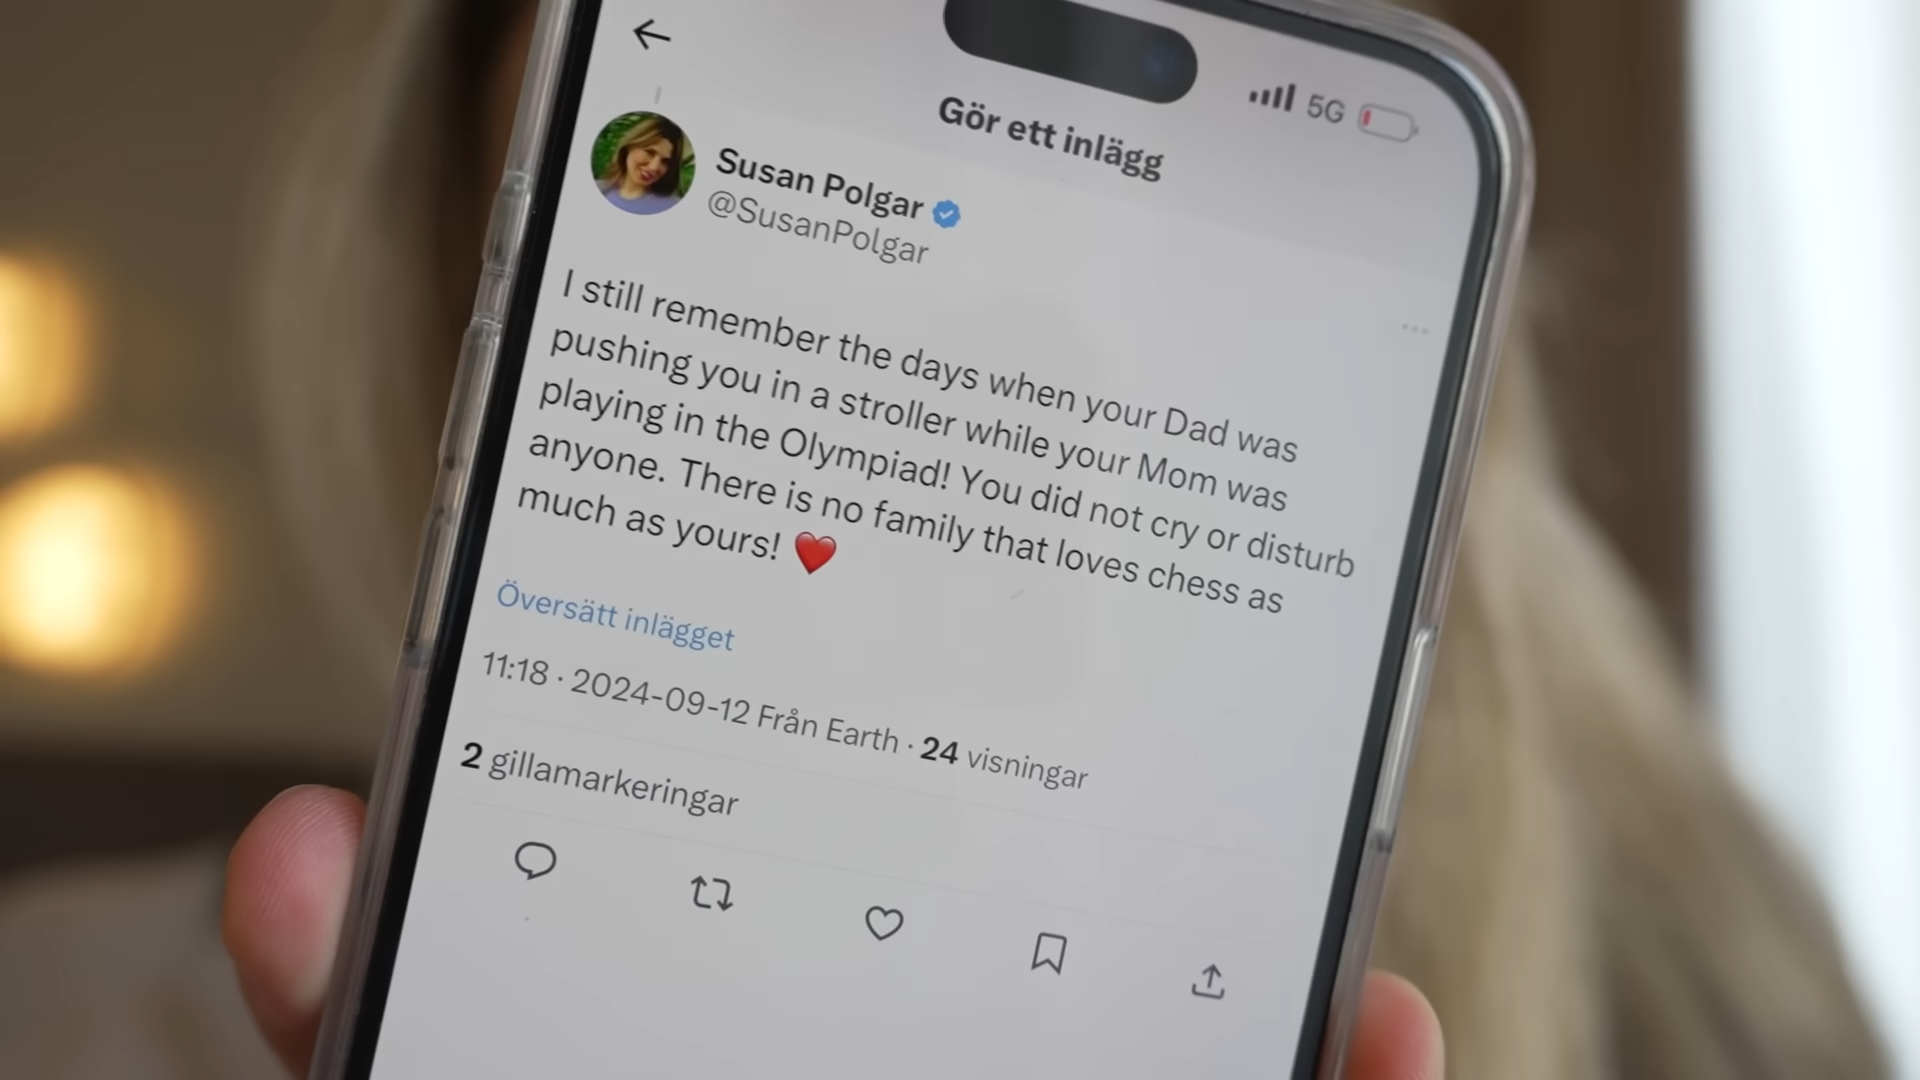 5G
Gör ett inlägg
Susan Polgar
@SusanPolgar
I still remember the days when your Dad was
pushing you in a stroller while your Mom was
playing in the Olympiad! You did not cry or disturb
anyone. There is no family that loves chess as
much as yours! ❤️
Översätt inlägget
11:18 · 2024-09-12 Från Earth · 24 visningar
2 gillamarkeringar